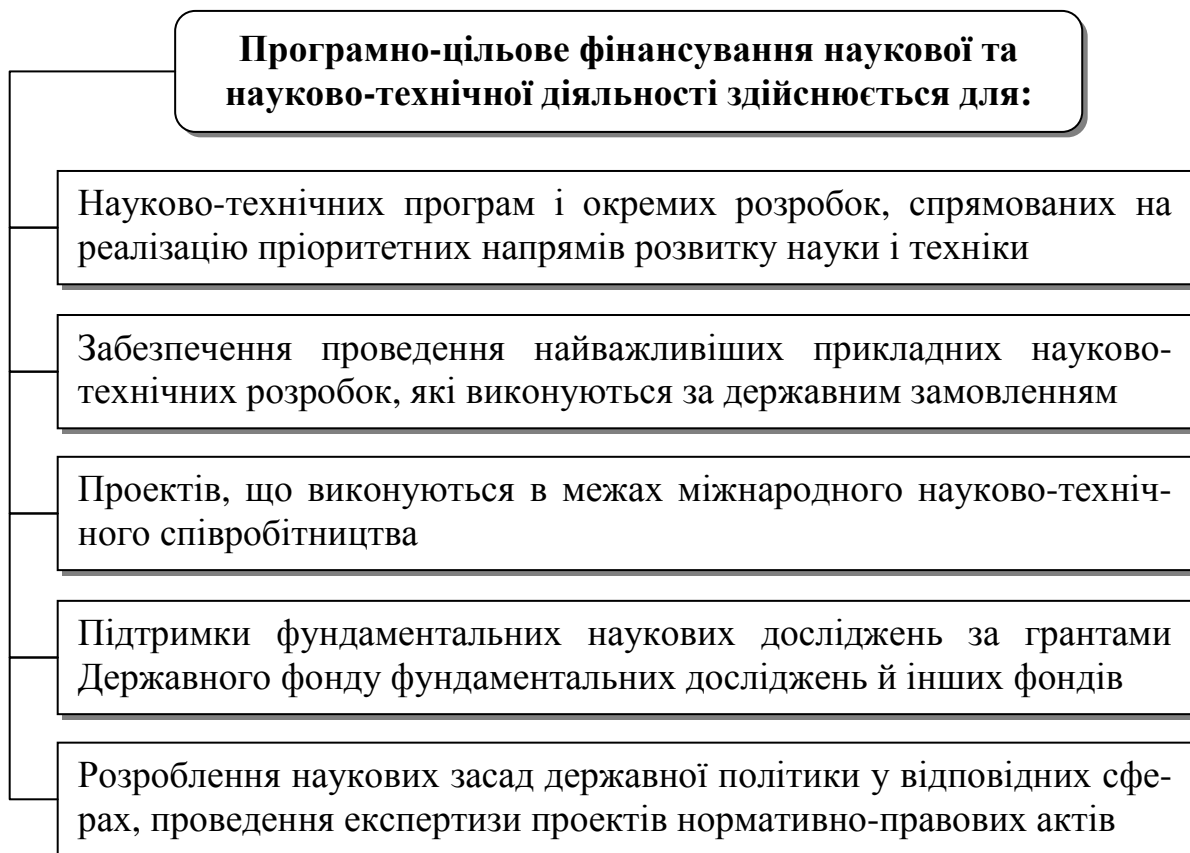 Програмно-цільове фінансування наукової та
науково-технічної діяльності здійснюється для:
Науково-технічних програм і окремих розробок, спрямованих на
реалізацію пріоритетних напрямів розвитку науки і техніки
Забезпечення проведення найважливіших прикладних науково-
технічних розробок, які виконуються за державним замовленням
Проектів, що виконуються в межах міжнародного науково-техніч-
ного співробітництва
Підтримки фундаментальних наукових досліджень за грантами
Державного фонду фундаментальних досліджень й інших фондів
Розроблення наукових засад державної політики у відповідних сфе-
рах, проведення експертизи проектів нормативно-правових актів